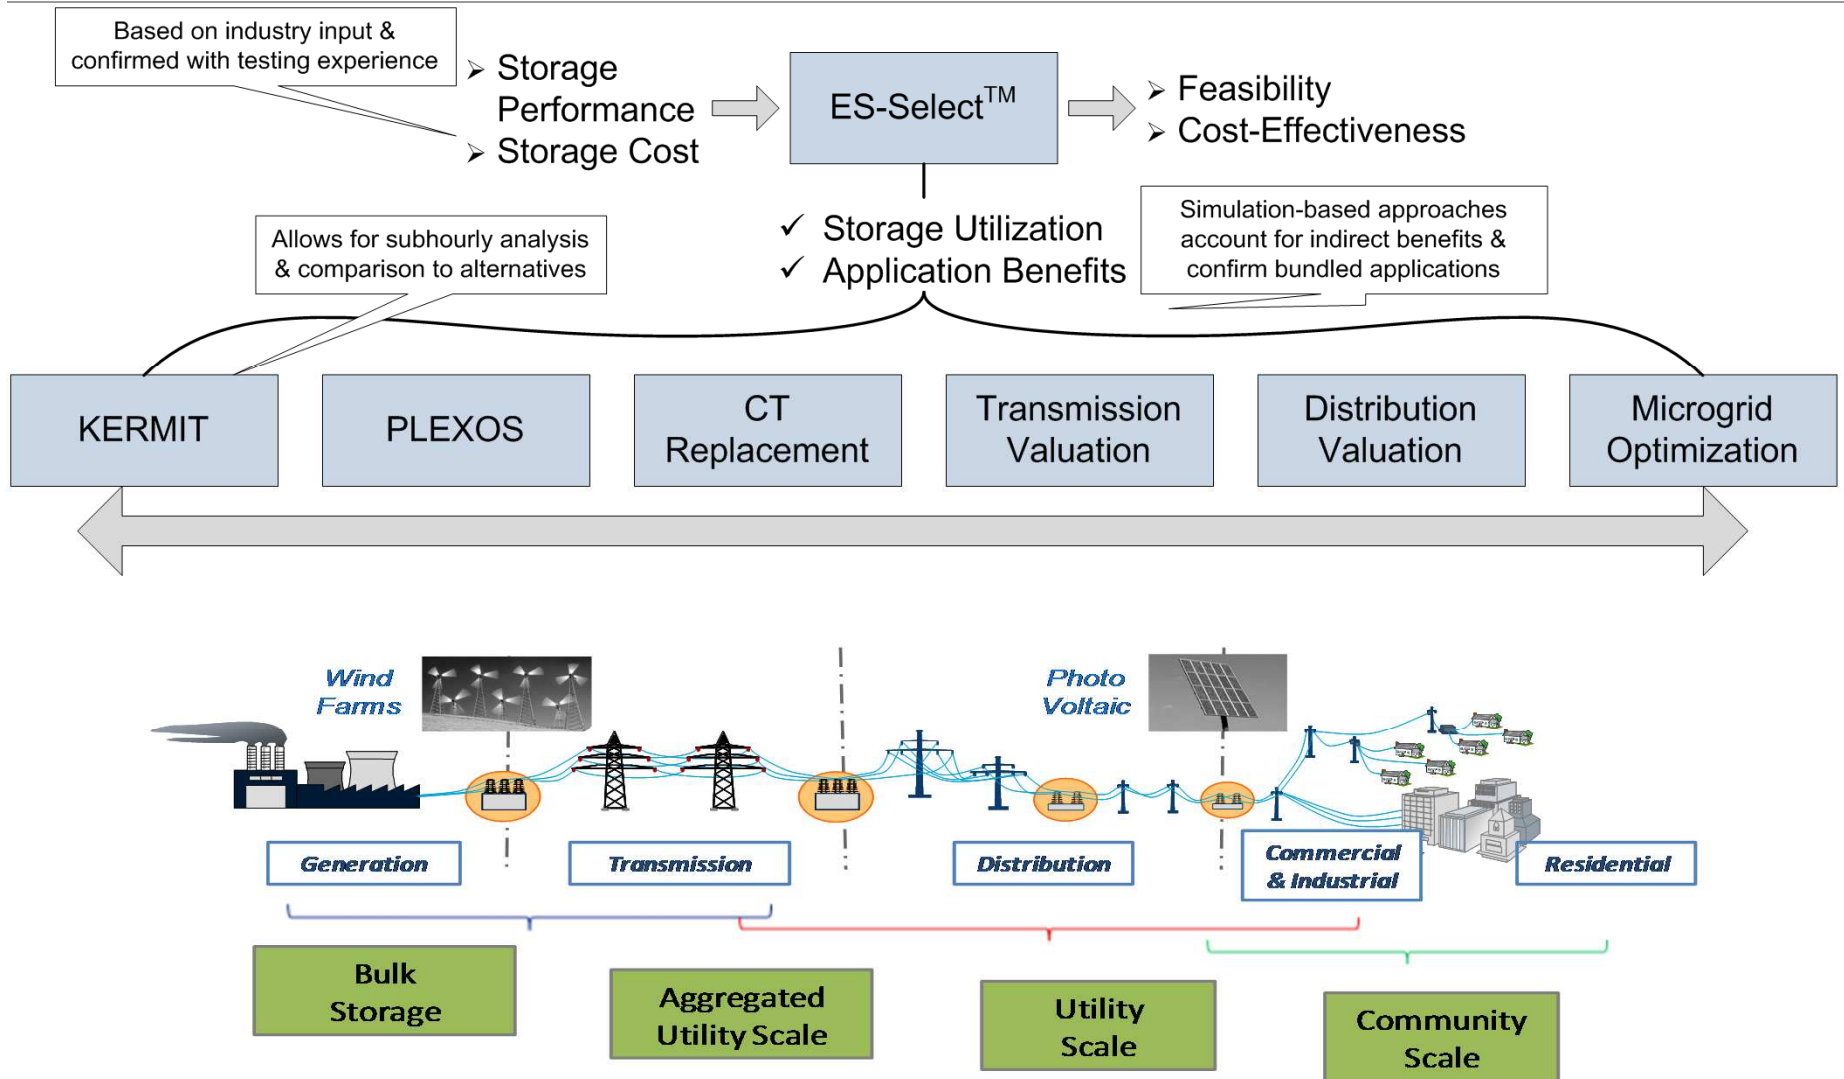 Based on industry input &
confirmed with testing experience
➢ Storage
Performance
➢ Storage Cost
ES-Select™
➢ Feasibility
➢ Cost-Effectiveness
✓ Storage Utilization
✓ Application Benefits
Allows for subhourly analysis
& comparison to alternatives
Simulation-based approaches
account for indirect benefits &
confirm bundled applications
KERMIT
PLEXOS
CT
Replacement
Transmission
Valuation
Distribution
Valuation
Microgrid
Optimization
Wind
Farms
Photo
Voltaic
Generation
Transmission
Distribution
Commercial
& Industrial
Residential
Bulk
Storage
Aggregated
Utility Scale
Utility
Scale
Community
Scale